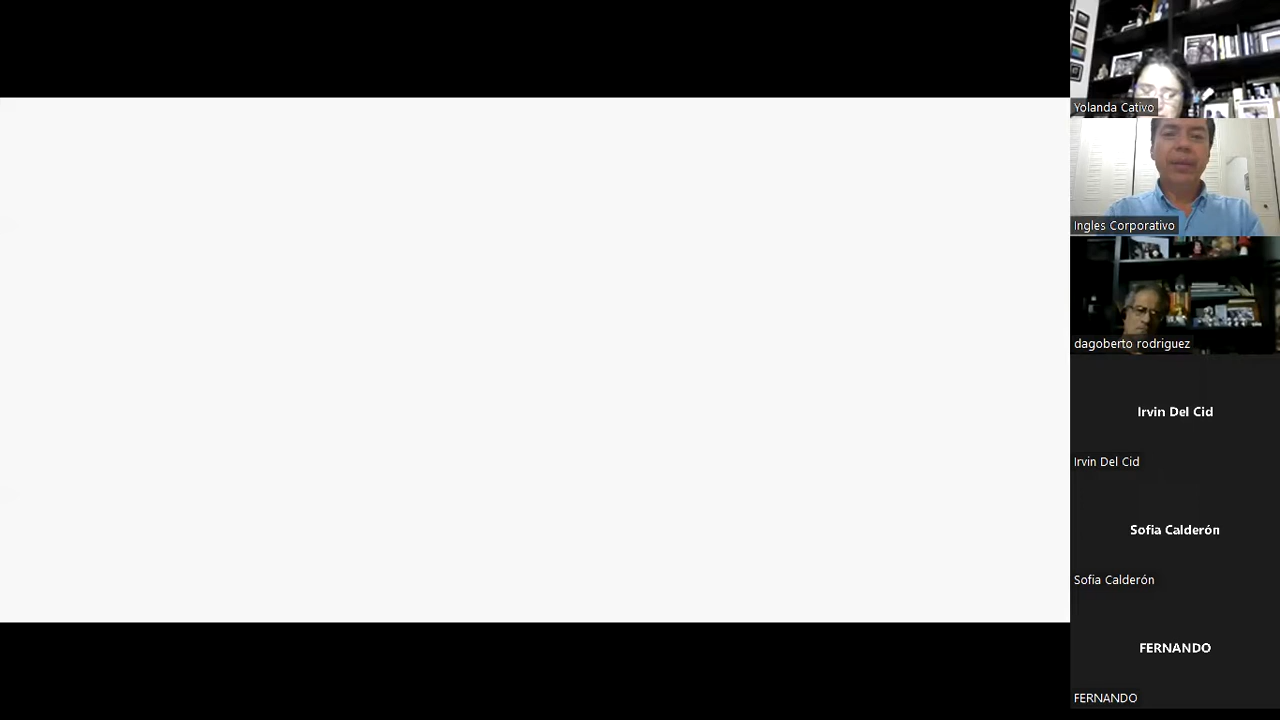 Yolanda Cativo
Ingles Corporativo
dagoberto rodriguez
Irvin Del Cid
Irvin Del Cid
Sofia Calderón
Sofia Calderón
FERNANDO
FERNANDO